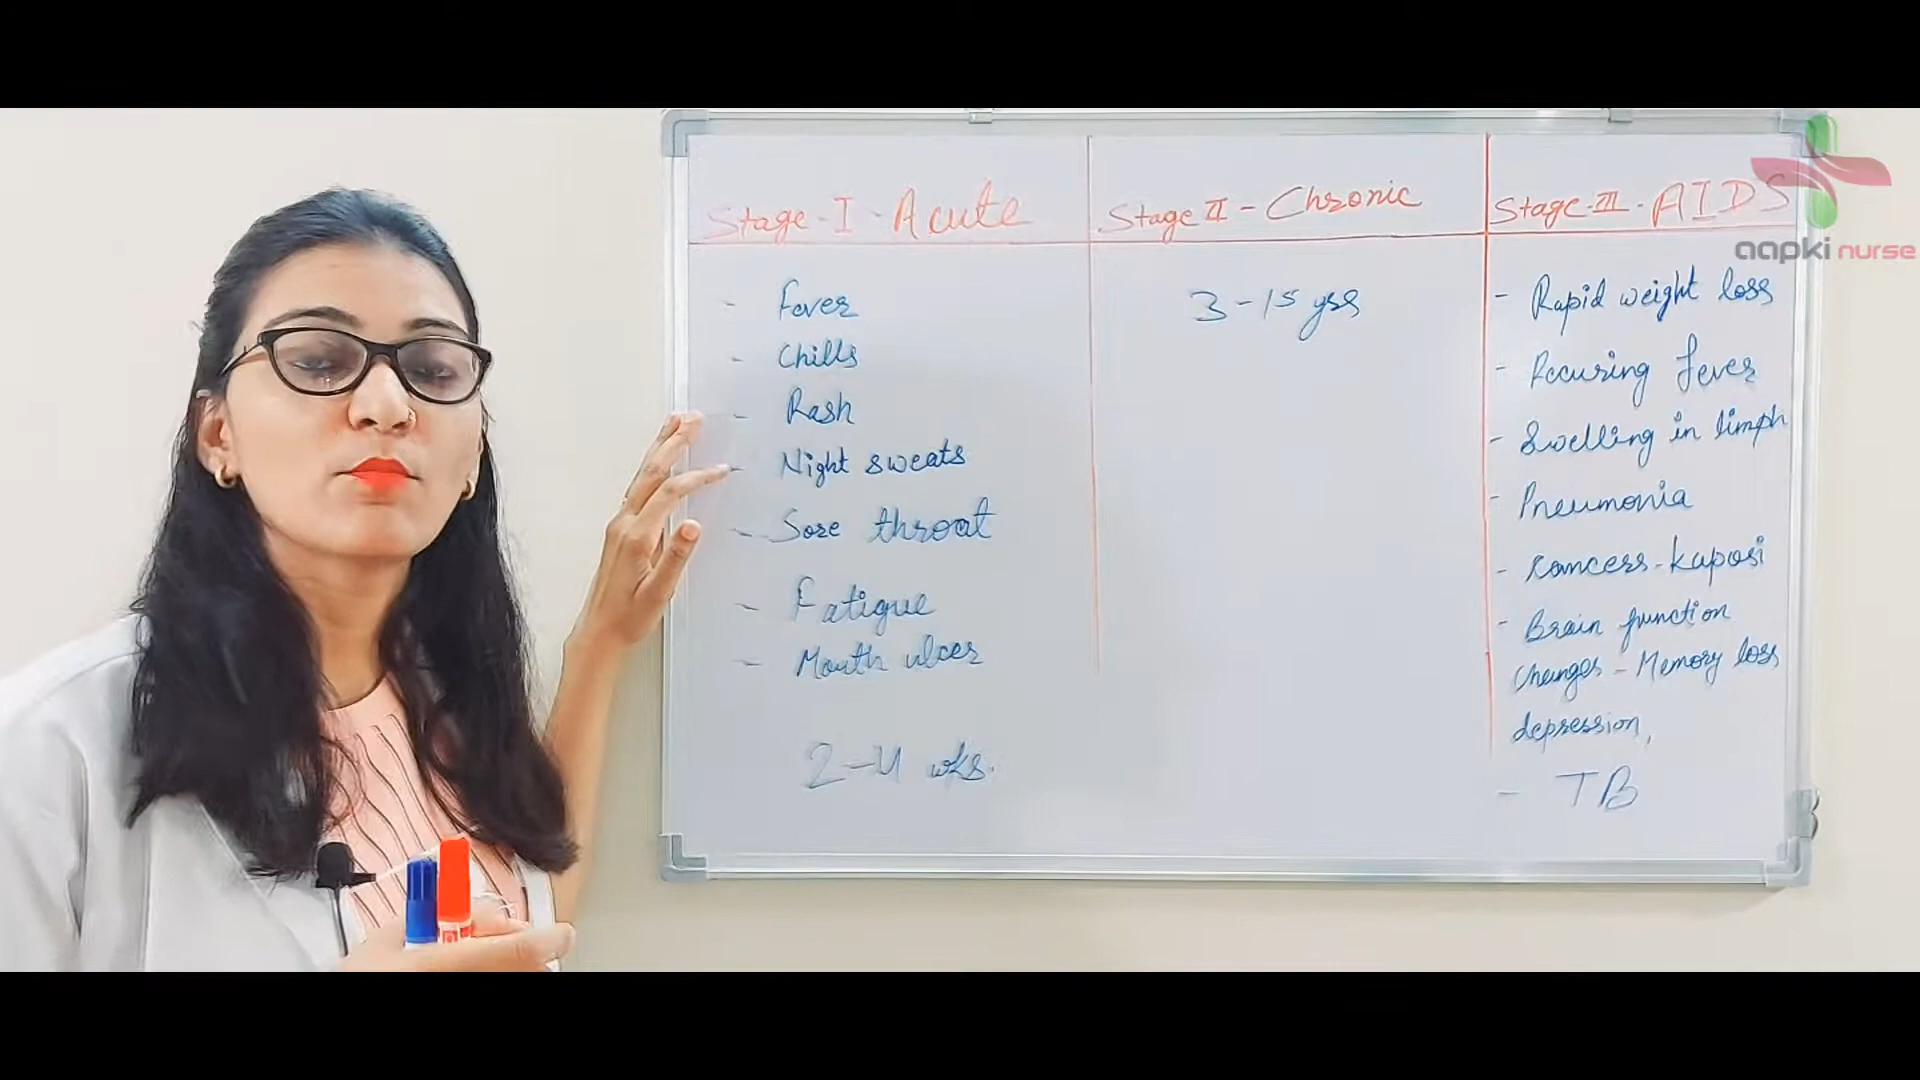 Stage-I-Acute
- Fever
- Chills
- Rash
- Night sweats
- Sore throat
- Fatigue
- Mouth ulcer
2-4 wks.
Stage II - Chronic
3-15 yrs
Stage-III-AIDS
- Rapid weight loss
- Recuring fever
- Swelling in limph
- Pneumonia
- Cancers-Kaposi
- Brain function
Changes - Memory loss
depression,
- TB
aapki nurse